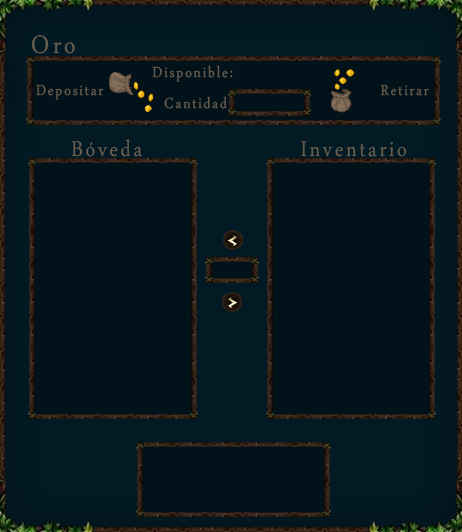 Oro
Disponible:
Depositar
Cantidad
Retirar
Bóveda
Inventario